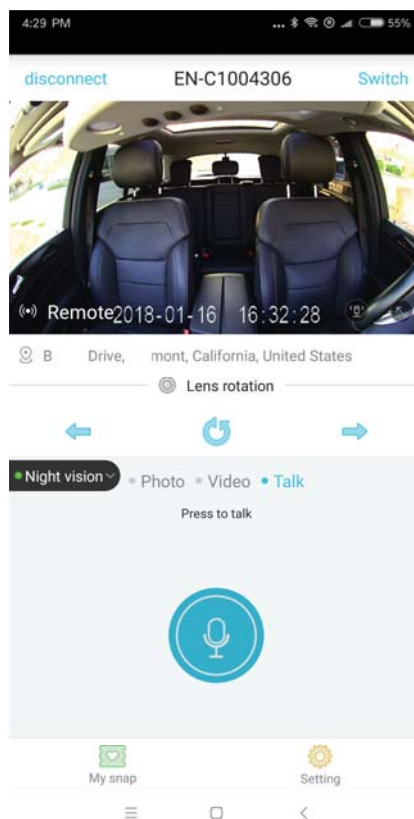 4:29 PM ... 55%
disconnect EN-C1004306 Switch
Remote 2018-01-16 16:32:28
B Drive, mont, California, United States
Lens rotation
Night vision Photo Video Talk
Press to talk
My snap Setting